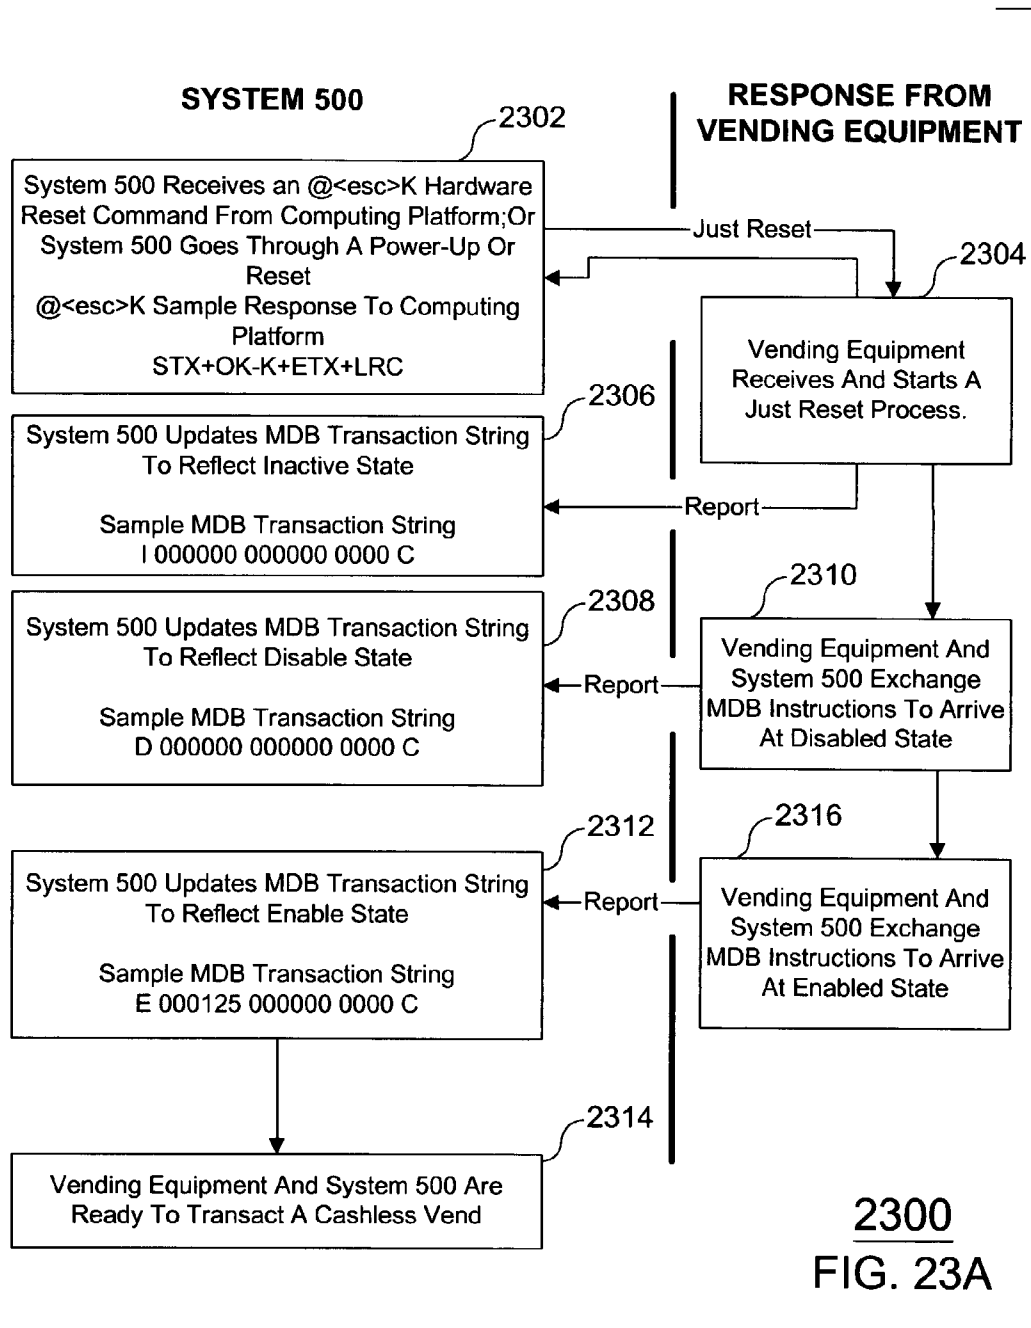 SYSTEM 500
RESPONSE FROM
VENDING EQUIPMENT
2302
System 500 Receives an @<esc>K Hardware
Reset Command From Computing Platform;Or
System 500 Goes Through A Power-Up Or
Reset
@<esc>K Sample Response To Computing
Platform
STX+OK-K+ETX+LRC
Just Reset
2304
Vending Equipment
Receives And Starts A
Just Reset Process.
2306
System 500 Updates MDB Transaction String
To Reflect Inactive State
Sample MDB Transaction String
I 000000 000000 0000 C
Report
2308
System 500 Updates MDB Transaction String
To Reflect Disable State
Sample MDB Transaction String
D 000000 000000 0000 C
Report
2310
Vending Equipment And
System 500 Exchange
MDB Instructions To Arrive
At Disabled State
2312
System 500 Updates MDB Transaction String
To Reflect Enable State
Sample MDB Transaction String
E 000125 000000 0000 C
Report
2316
Vending Equipment And
System 500 Exchange
MDB Instructions To Arrive
At Enabled State
2314
Vending Equipment And System 500 Are
Ready To Transact A Cashless Vend
2300
FIG. 23A